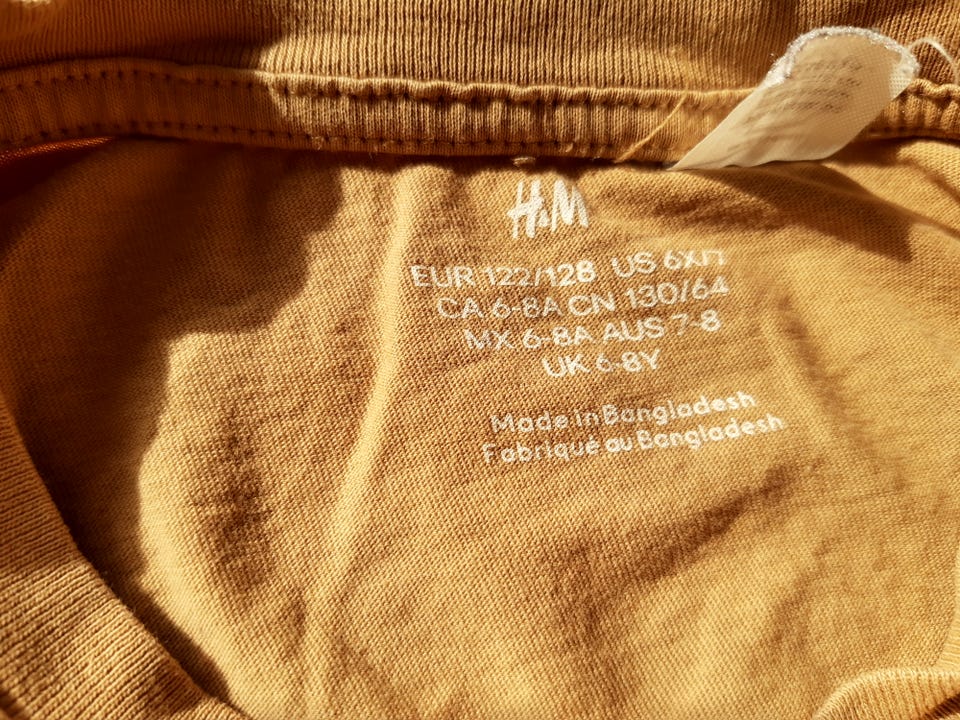 H&M
EUR 122/128 US 6X/7
CA 6-8A CN 130/64
MX 6-8A AUS 7-8
UK 6-8Y
Made in Bangladesh
Fabriqué au Bangladesh